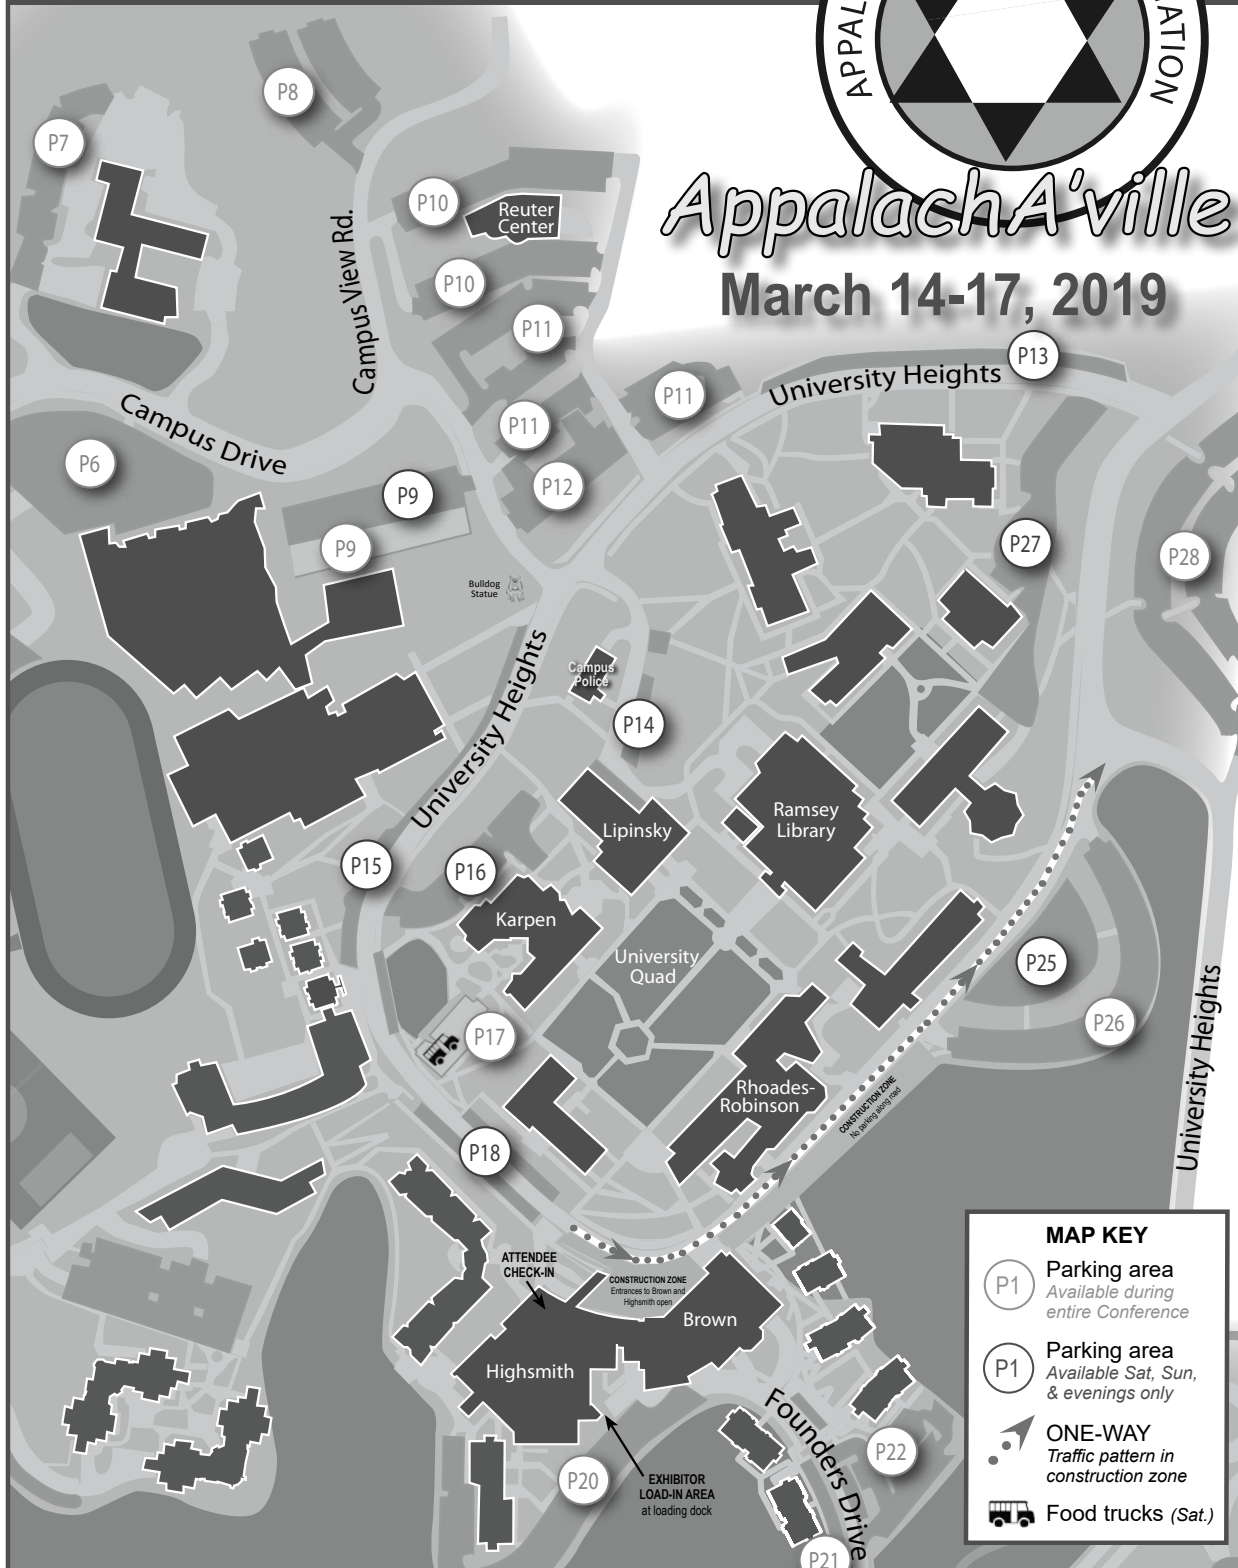 APPAL
ATION
AppalachA'ville
March 14-17, 2019
P8
P7
P10
Reuter
Center
Campus View Rd.
P10
P11
P13
University Heights
P11
P11
Campus Drive
P6
P12
P9
P9
P27
P28
Bulldog
Statue
Campus
Police
University Heights
P14
Lipinsky
Ramsey
Library
P15
P16
Karpen
University
Quad
P25
P26
University Heights
P17
Rhoades-
Robinson
CONSTRUCTION ZONE
No parking along road
P18
ATTENDEE
CHECK-IN
CONSTRUCTION ZONE
Entrances to Brown and
Highsmith open
Brown
Highsmith
Founders Drive
P22
P20
EXHIBITOR
LOAD-IN AREA
at loading dock
P21
MAP KEY
P1
Parking area
Available during
entire Conference
P1
Parking area
Available Sat, Sun,
& evenings only
ONE-WAY
Traffic pattern in
construction zone
Food trucks (Sat.)